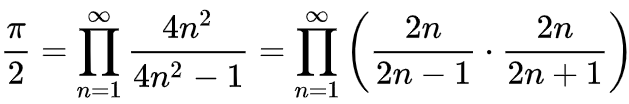 π/2 = ∏_{n=1}^{∞} 4n²/(4n² − 1) = ∏_{n=1}^{∞} (2n/(2n − 1) · 2n/(2n + 1))